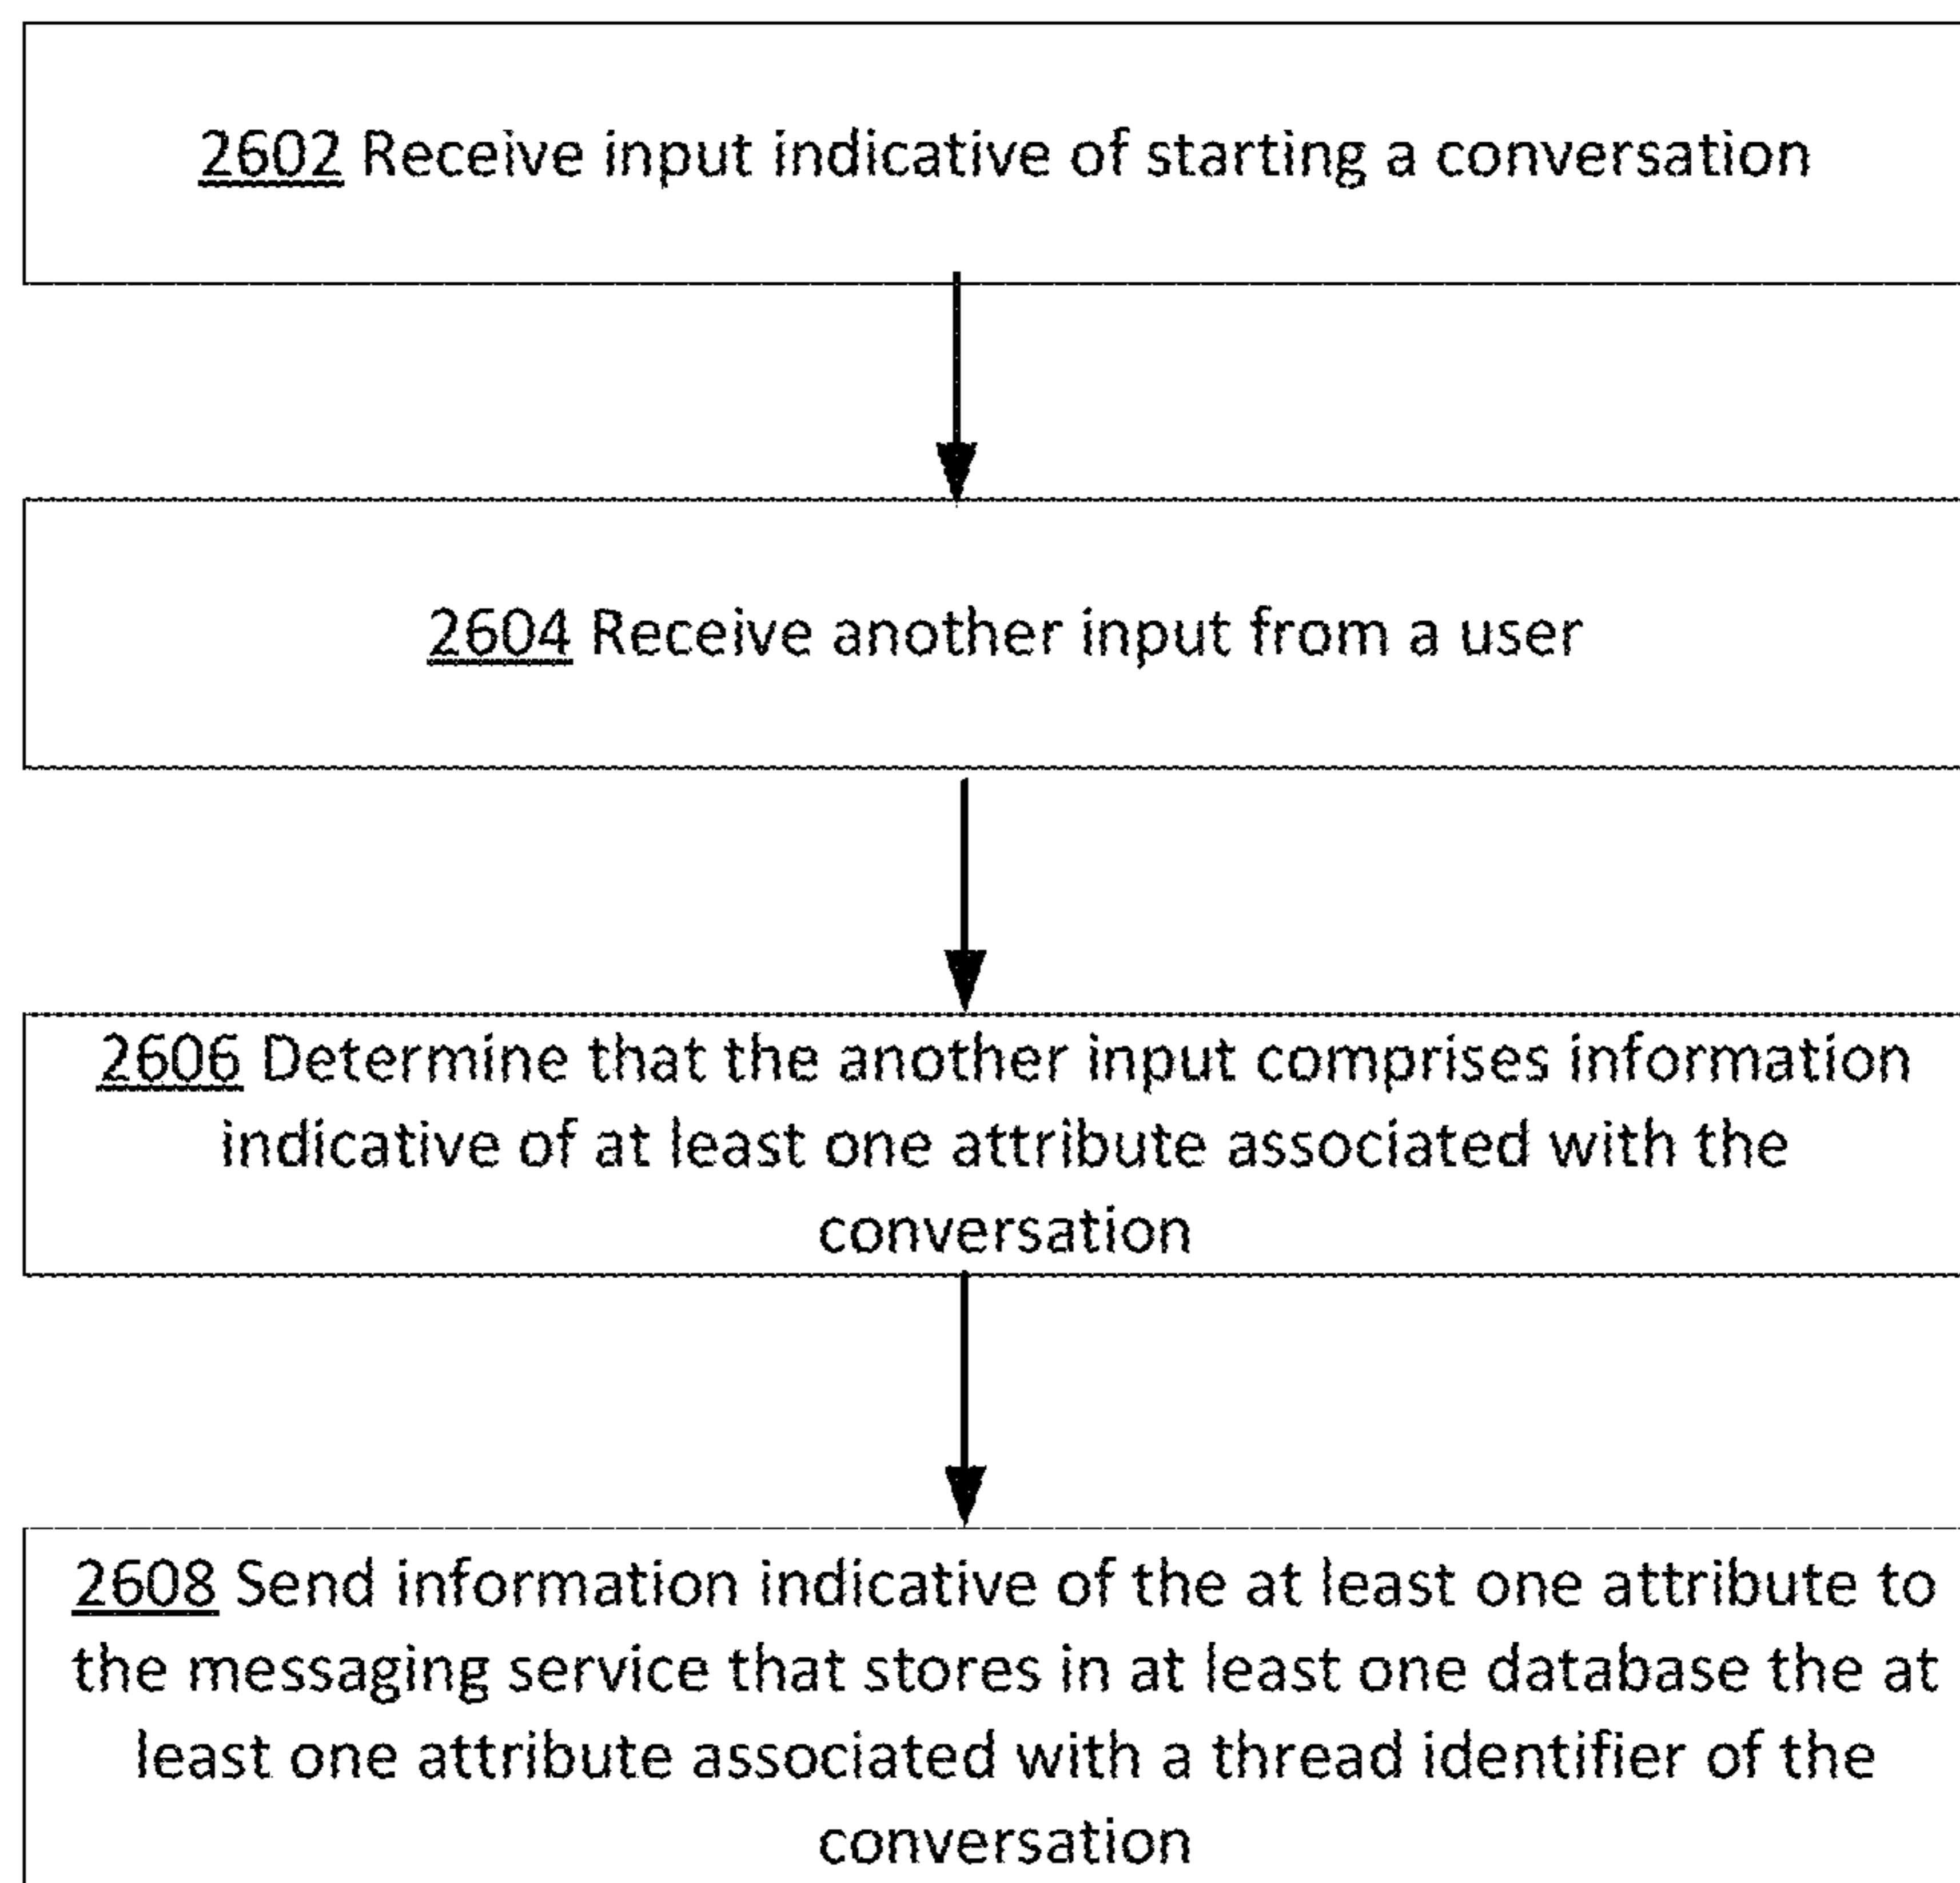 2602 Receive input indicative of starting a conversation
2604 Receive another input from a user
2606 Determine that the another input comprises information
indicative of at least one attribute associated with the
conversation
2608 Send information indicative of the at least one attribute to
the messaging service that stores in at least one database the at
least one attribute associated with a thread identifier of the
conversation